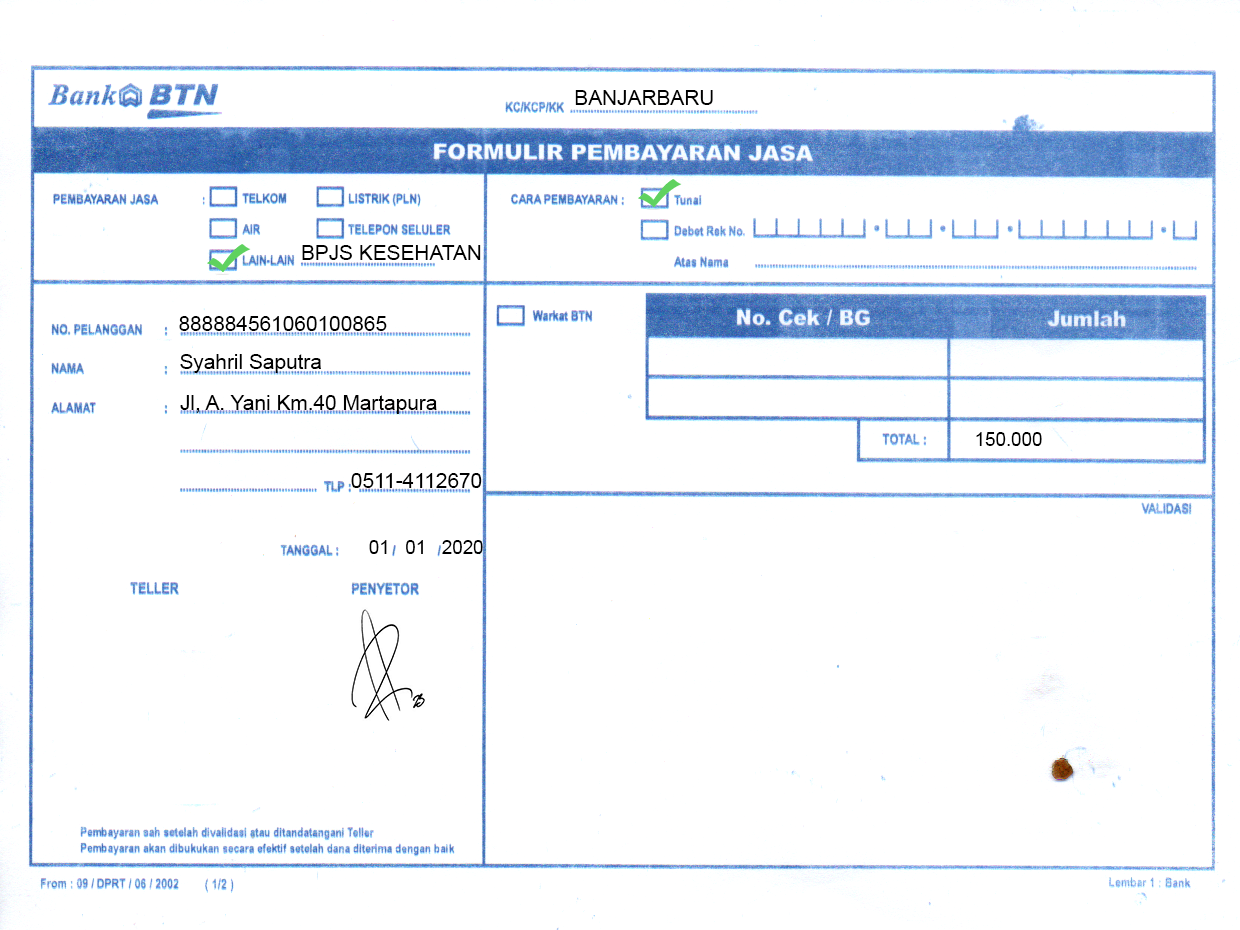 Bank BTN
KC/KCP/KK BANJARBARU
FORMULIR PEMBAYARAN JASA
PEMBAYARAN JASA : TELKOM LISTRIK (PLN)
AIR TELEPON SELULER
LAIN-LAIN BPJS KESEHATAN
CARA PEMBAYARAN : Tunai
Debet Rek No.
Atas Nama
NO. PELANGGAN : 888884561060100865
NAMA : Syahril Saputra
ALAMAT : Jl, A. Yani Km.40 Martapura
TLP : 0511-4112670
TANGGAL : 01 / 01 / 2020
TELLER PENYETOR
Warkat BTN
No. Cek / BG Jumlah
TOTAL : 150.000
VALIDASI
Pembayaran sah setelah divalidasi atau ditandatangani Teller
Pembayaran akan dibukukan secara efektif setelah dana diterima dengan baik
From : 09 / DPRT / 06 / 2002 ( 1/2 )
Lembar 1 : Bank